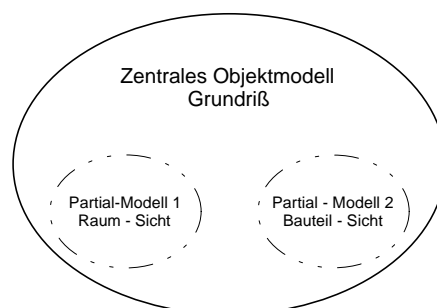 Zentrales Objektmodell
Grundriß
Partial-Modell 1
Raum - Sicht
Partial - Modell 2
Bauteil - Sicht